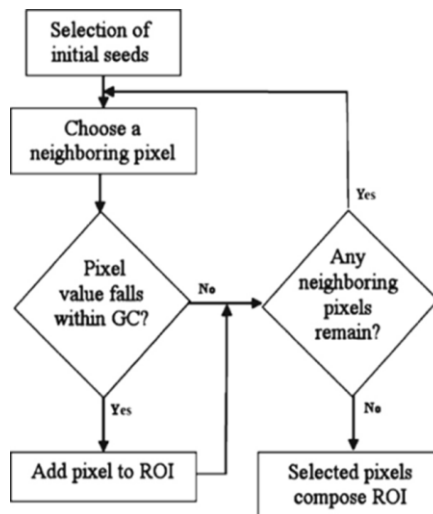 Selection of
initial seeds
Choose a
neighboring pixel
Yes
Pixel
value falls
within GC?
No
Any
neighboring
pixels
remain?
Yes
No
Add pixel to ROI
Selected pixels
compose ROI